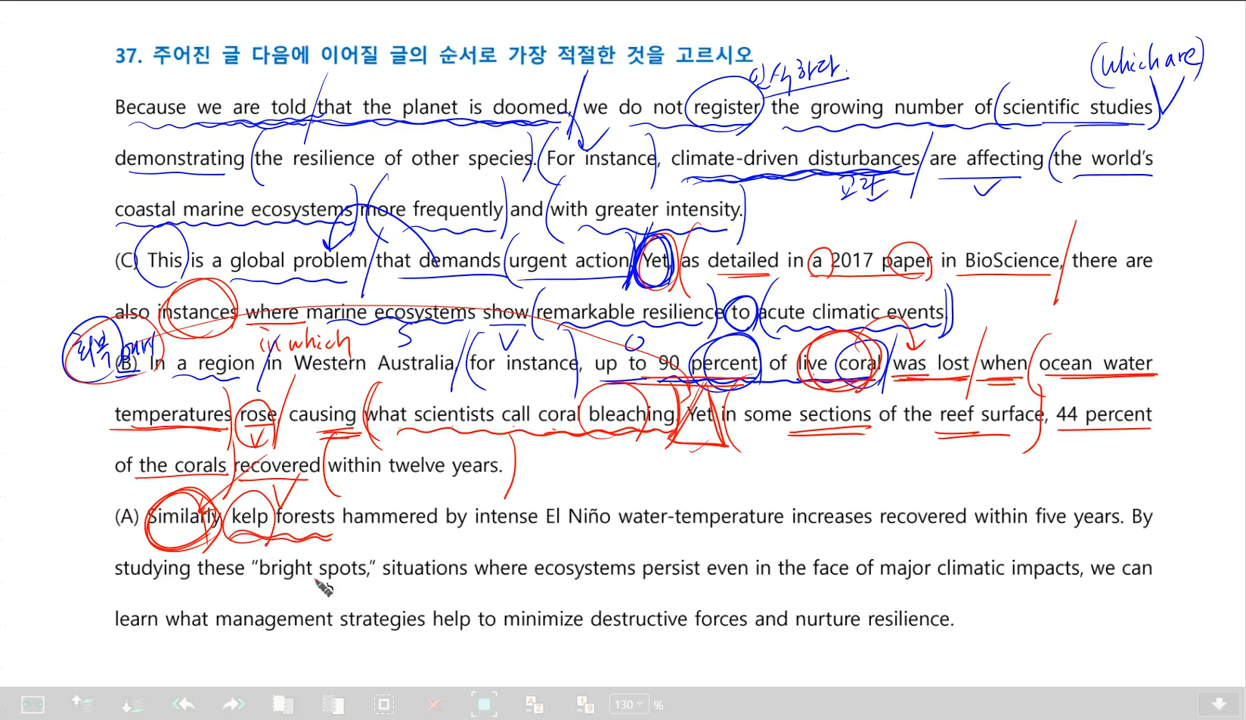 37. 주어진 글 다음에 이어질 글의 순서로 가장 적절한 것을 고르시오
인식하다.
(which are)
Because we are told that the planet is doomed, we do not register the growing number of scientific studies
demonstrating the resilience of other species. For instance, climate-driven disturbances are affecting the world's
교란
coastal marine ecosystems more frequently and with greater intensity.
(C) This is a global problem that demands urgent action. Yet, as detailed in a 2017 paper in BioScience, there are
also instances where marine ecosystems show remarkable resilience to acute climatic events.
회복 in which S V O
(B) In a region in Western Australia, for instance, up to 90 percent of live coral was lost when ocean water
temperatures rose, causing what scientists call coral bleaching. Yet in some sections of the reef surface, 44 percent
V
of the corals recovered within twelve years.
V
(A) Similarly, kelp forests hammered by intense El Niño water-temperature increases recovered within five years. By
studying these "bright spots," situations where ecosystems persist even in the face of major climatic impacts, we can
learn what management strategies help to minimize destructive forces and nurture resilience.
130 %